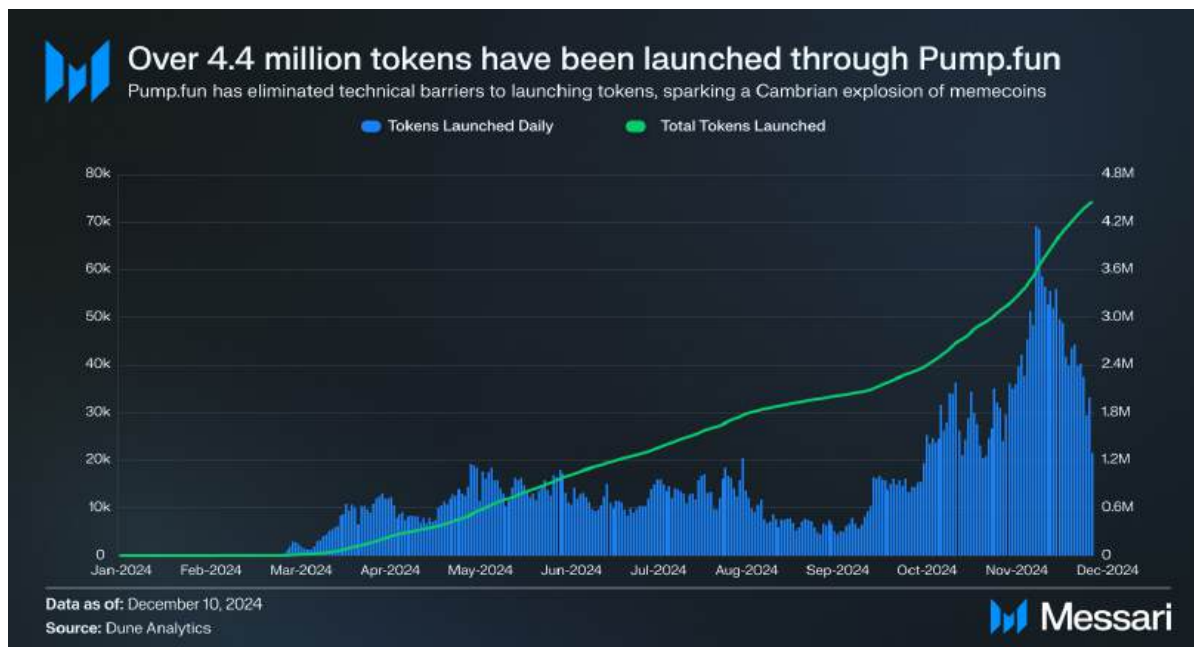 Over 4.4 million tokens have been launched through Pump.fun
Pump.fun has eliminated technical barriers to launching tokens, sparking a Cambrian explosion of memecoins
Tokens Launched Daily Total Tokens Launched
80k 4.8M
70k 4.2M
60k 3.6M
50k 3.0M
40k 2.4M
30k 1.8M
20k 1.2M
10k 0.6M
0 0
Jan-2024 Feb-2024 Mar-2024 Apr-2024 May-2024 Jun-2024 Jul-2024 Aug-2024 Sep-2024 Oct-2024 Nov-2024 Dec-2024
Data as of: December 10, 2024
Source: Dune Analytics
Messari